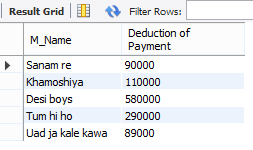 Result Grid Filter Rows:
M_Name Deduction of Payment
Sanam re 90000
Khamoshiya 110000
Desi boys 580000
Tum hi ho 290000
Uad ja kale kawa 89000